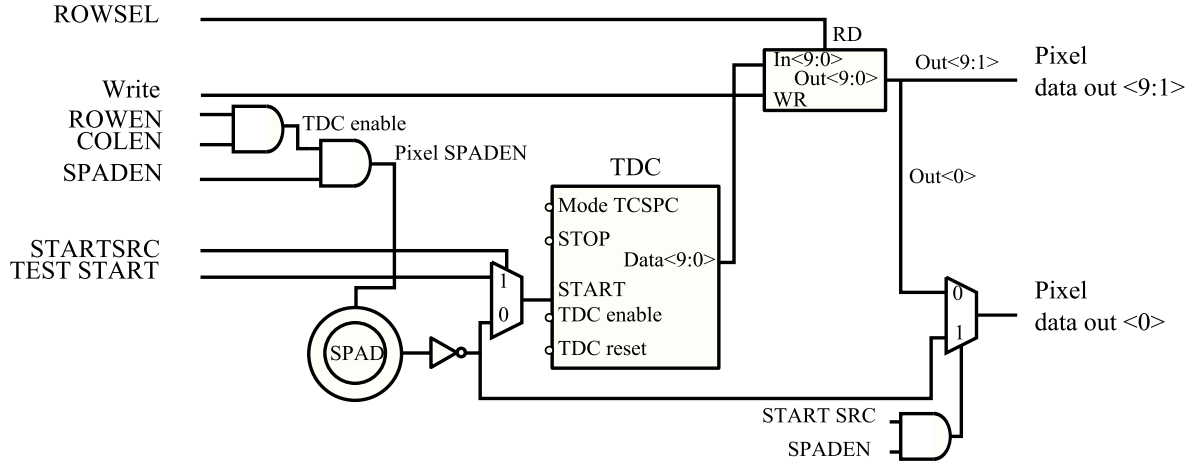 ROWSEL
RD
In<9:0>
Out<9:0>
WR
Out<9:1>
Pixel
data out <9:1>
Write
ROWEN
COLEN
TDC enable
SPADEN
Pixel SPADEN
TDC
Mode TCSPC
STOP
Data<9:0>
START
TDC enable
TDC reset
Out<0>
STARTSRC
TEST START
1
0
SPAD
0
1
Pixel
data out <0>
START SRC
SPADEN